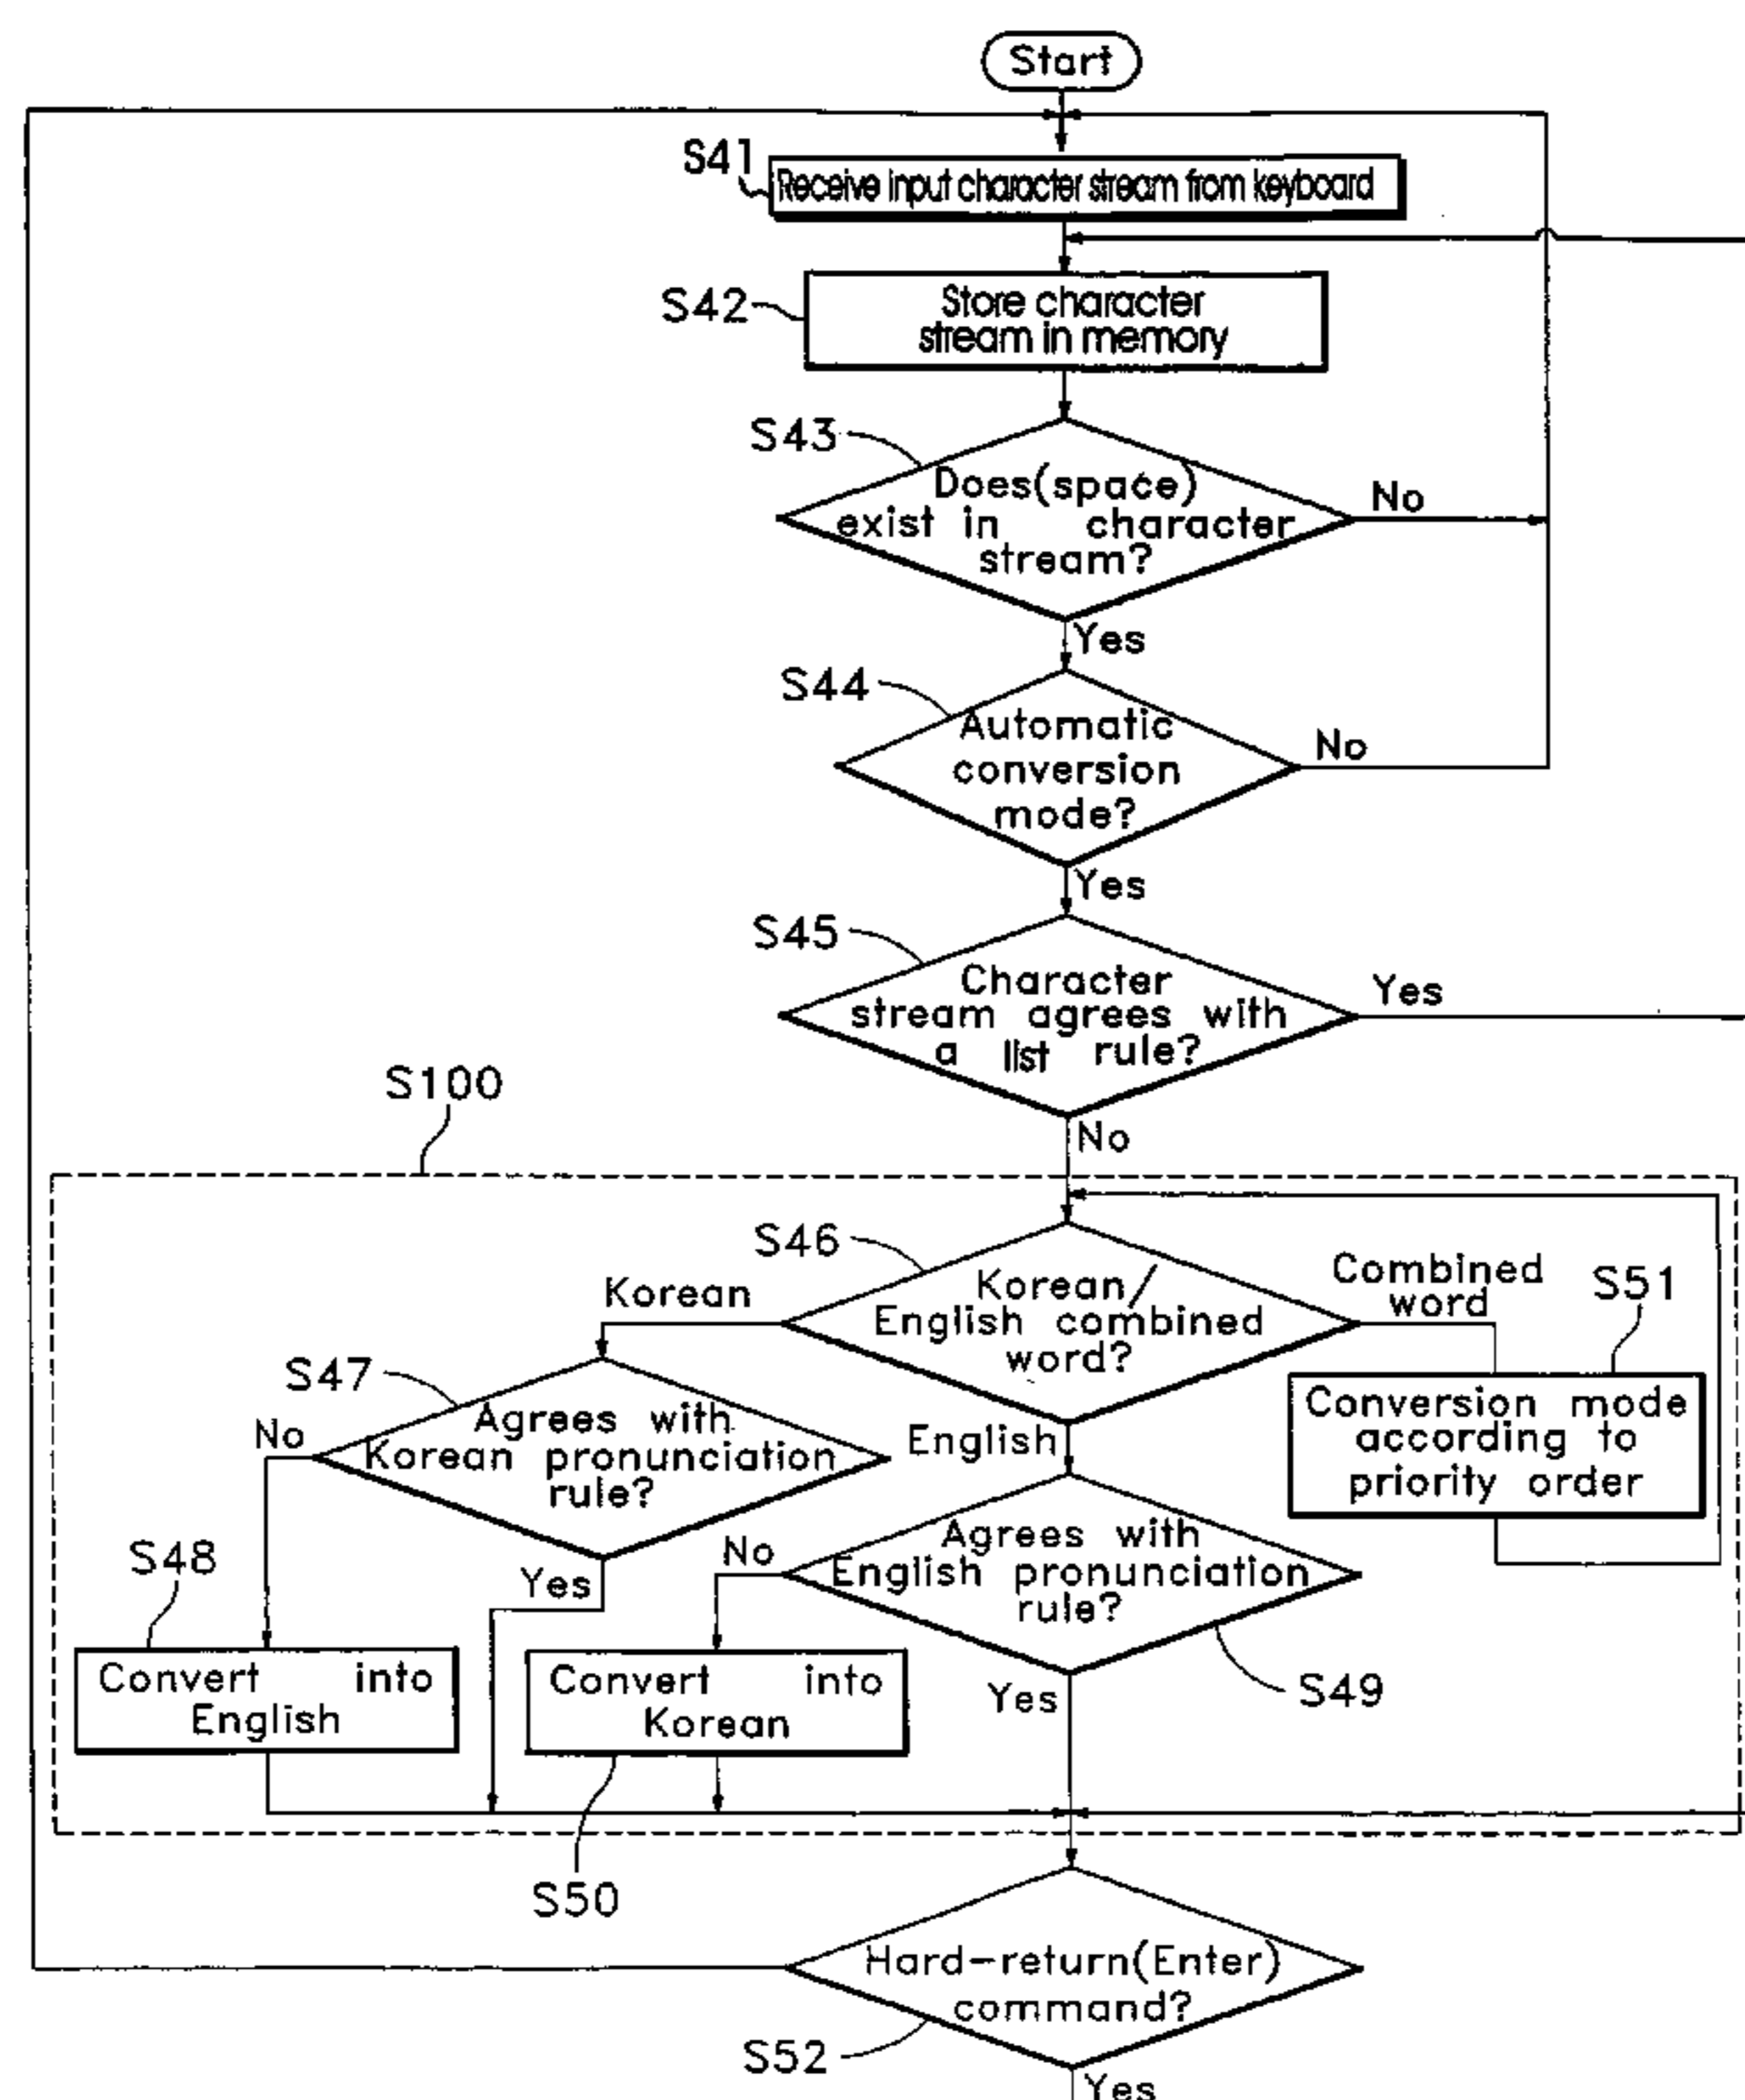 Start
S41
Receive input character stream from keyboard
S42
Store character
stream in memory
S43
Does(space)
exist in character
stream?
No
Yes
S44
Automatic
conversion
mode?
No
Yes
S45
Character
stream agrees with
a list rule?
Yes
S100
No
S46
Korean/
English combined
word?
Korean
Combined
word
S51
S47
Agrees with
Korean pronunciation
rule?
No
English
Conversion mode
according to
priority order
S48
Yes
No
Agrees with
English pronunciation
rule?
Convert into
English
Convert into
Korean
Yes
S49
S50
Hard-return(Enter)
command?
S52
Yes